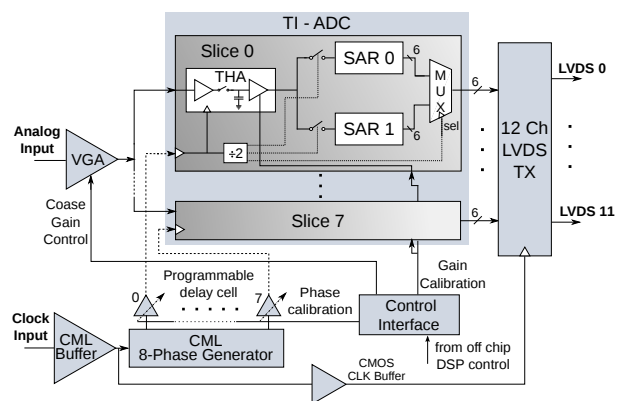 TI - ADC
Slice 0
THA
SAR 0
6
SAR 1
6
M
U
X
sel
÷2
6
12 Ch
LVDS
TX
LVDS 0
LVDS 11
Analog
Input
VGA
Coase
Gain
Control
Slice 7
6
Gain
Calibration
Programmable
delay cell
0
7
Phase
calibration
Control
Interface
from off chip
DSP control
Clock
Input
CML
Buffer
CML
8-Phase Generator
CMOS
CLK Buffer